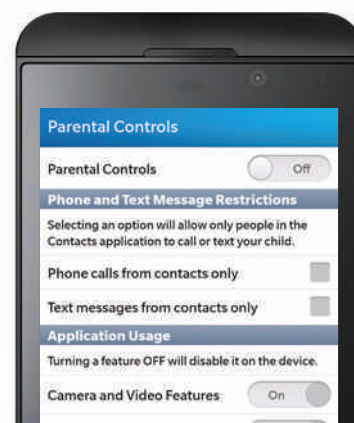 Parental Controls
Parental Controls Off
Phone and Text Message Restrictions
Selecting an option will allow only people in the
Contacts application to call or text your child.
Phone calls from contacts only
Text messages from contacts only
Application Usage
Turning a feature OFF will disable it on the device.
Camera and Video Features On